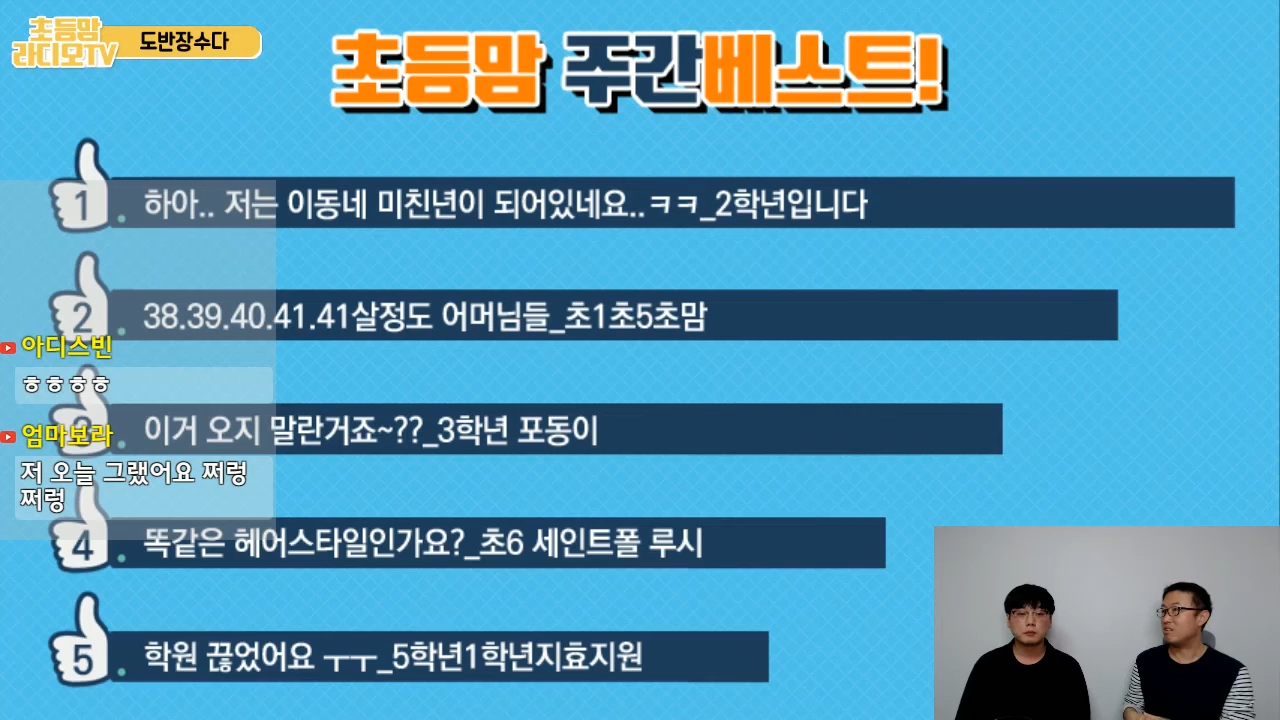 초등맘
라디오TV
도반장수다
초등맘 주간베스트!
1. 하아.. 저는 이동네 미친년이 되어있네요..ㅋㅋ_2학년입니다
2. 38.39.40.41.41살정도 어머님들_초1초5초맘
아디스빈
ㅎㅎㅎㅎ
3. 이거 오지 말란거죠~??_3학년 포동이
엄마보라
저 오늘 그랬어요 쩌렁
쩌렁
4. 똑같은 헤어스타일인가요?_초6 세인트폴 루시
5. 학원 끊었어요 ㅜㅜ_5학년1학년지효지원